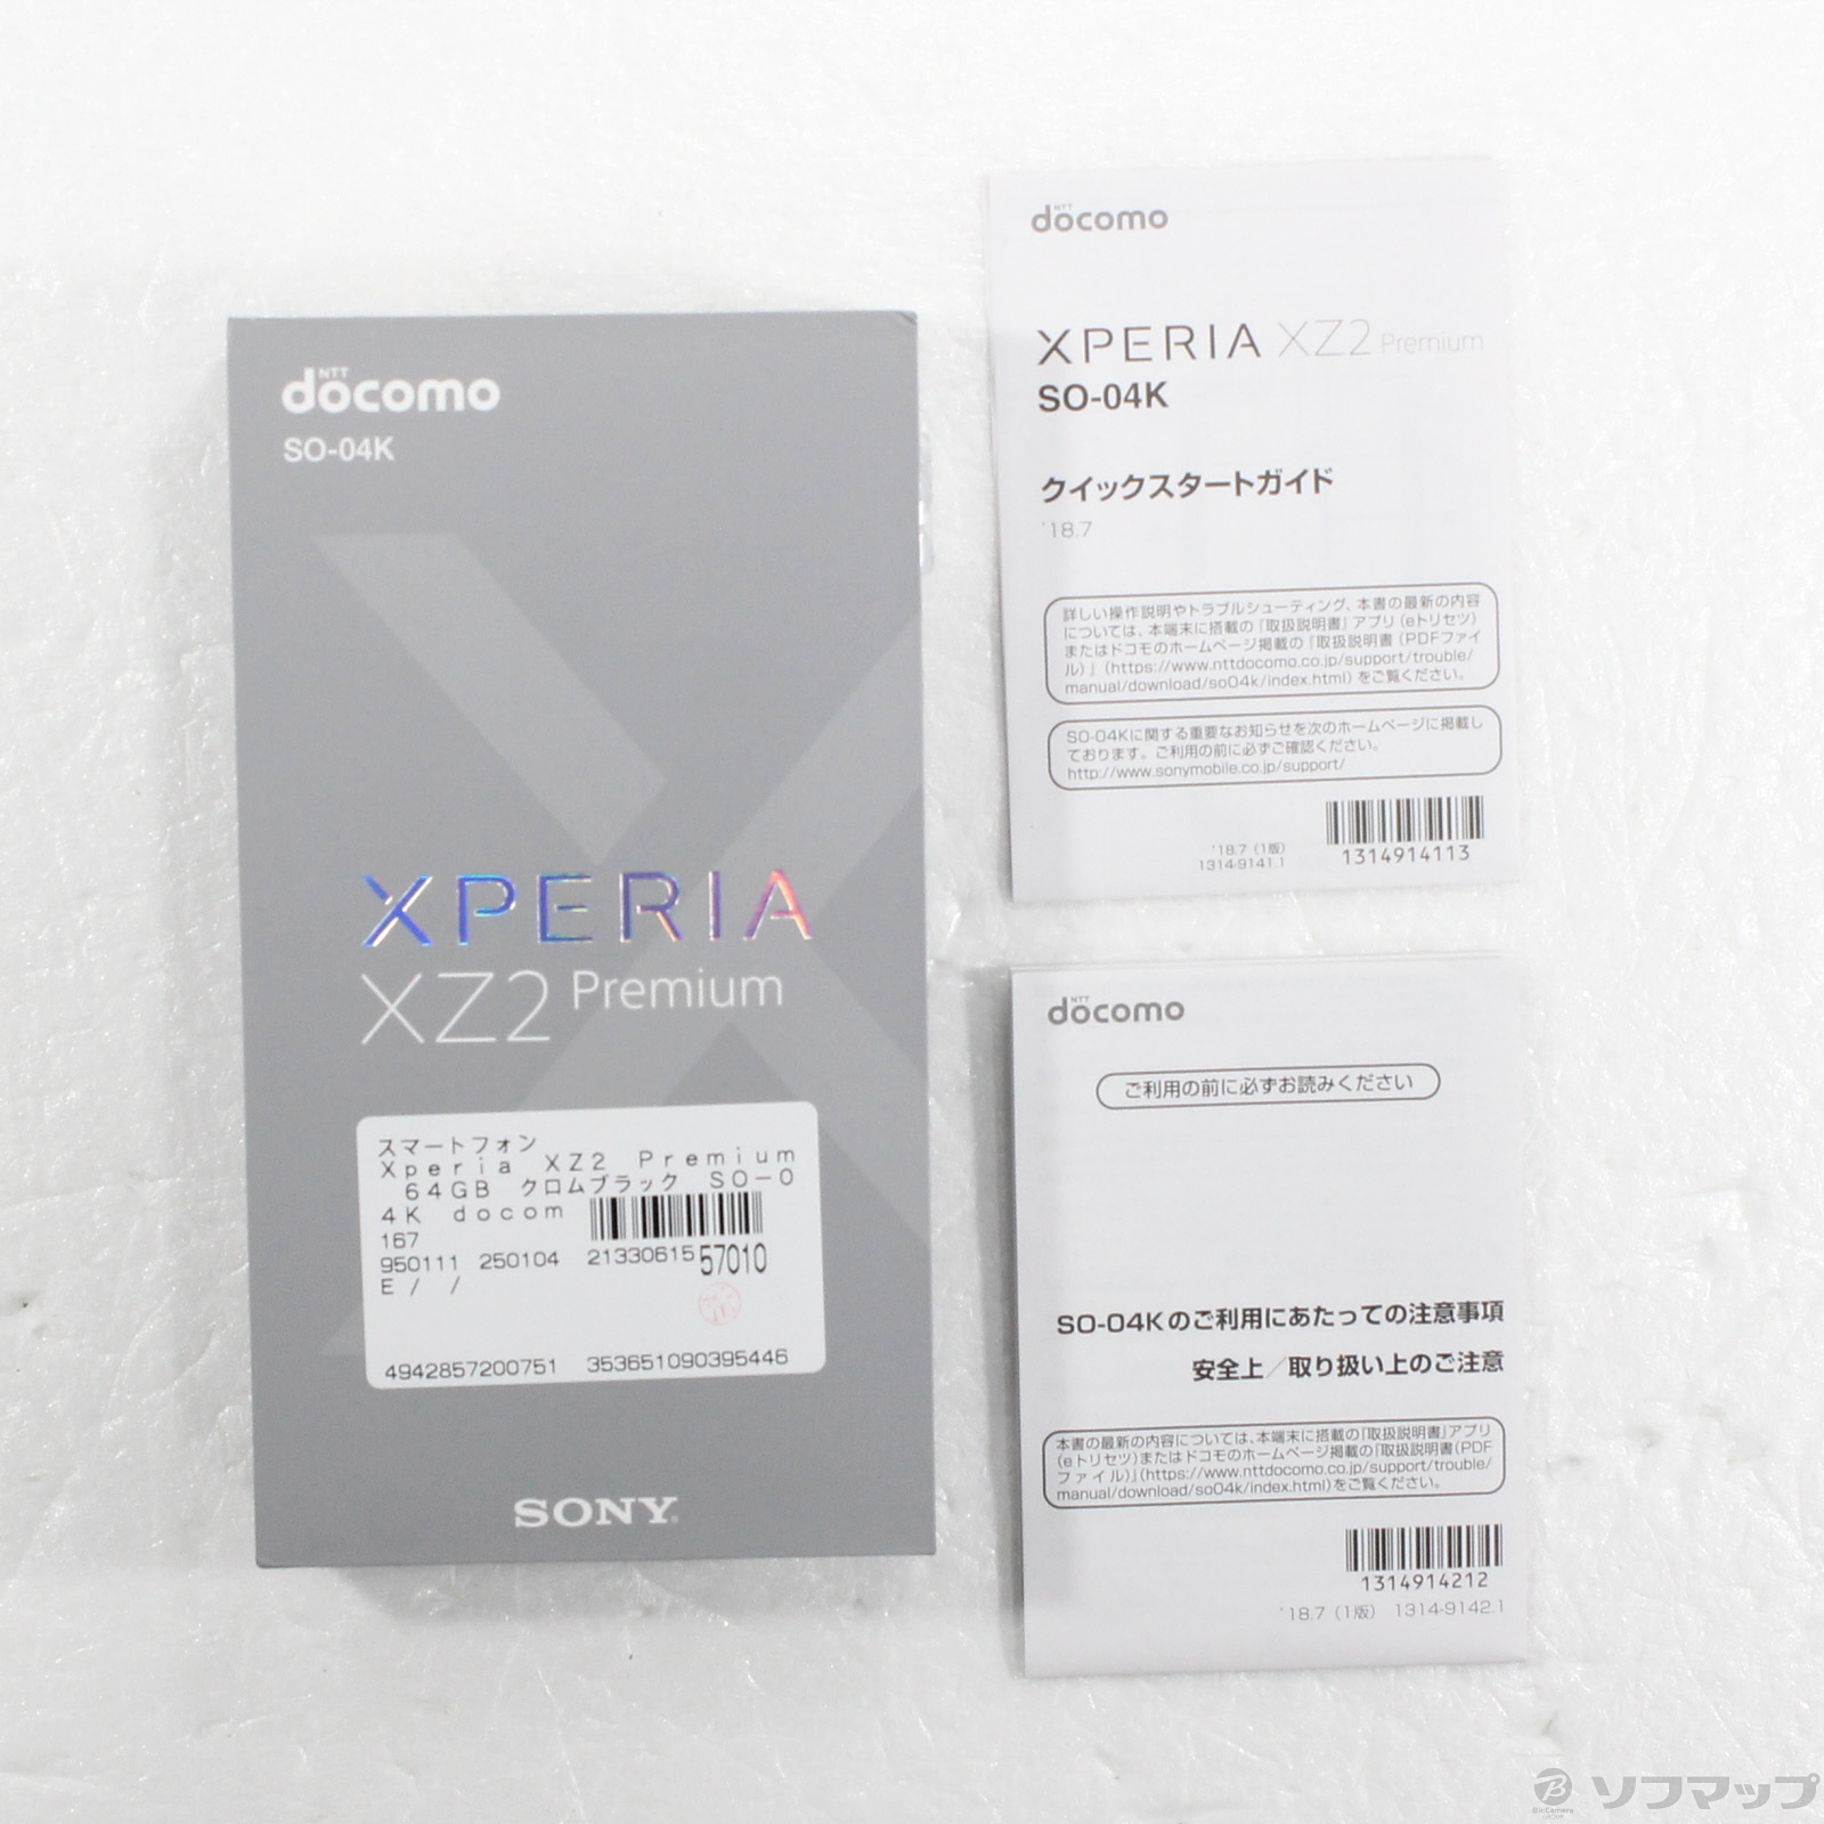 NTT
docomo
SO-04K
XPERIA
XZ2 Premium
スマートフォン
Xperia XZ2 Premium
64GB クロムブラック SO-0
4K docom
167
950111 250104 2133061557010
E / /
4942857200751 353651090395446
SONY
NTT
docomo
XPERIA XZ2 Premium
SO-04K
クイックスタートガイド
'18.7
詳しい操作説明やトラブルシューティング、本書の最新の内容
については、本端末に搭載の『取扱説明書』アプリ(eトリセツ)
またはドコモのホームページ掲載の『取扱説明書(PDFファイ
ル)』(https://www.nttdocomo.co.jp/support/trouble/
manual/download/so04k/index.html)をご覧ください。
SO-04Kに関する重要なお知らせを次のホームページに掲載し
ております。ご利用の前に必ずご確認ください。
http://www.sonymobile.co.jp/support/
'18.7(1版)
1314-9141.1
1314914113
NTT
docomo
ご利用の前に必ずお読みください
SO-04Kのご利用にあたっての注意事項
安全上/取り扱い上のご注意
本書の最新の内容については、本端末に搭載の『取扱説明書』アプリ
(eトリセツ)またはドコモのホームページ掲載の『取扱説明書(PDF
ファイル)』(https://www.nttdocomo.co.jp/support/trouble/
manual/download/so04k/index.html)をご覧ください。
1314914212
'18.7(1版) 1314-9142.1
BicCamera
GROUP
ソフマップ